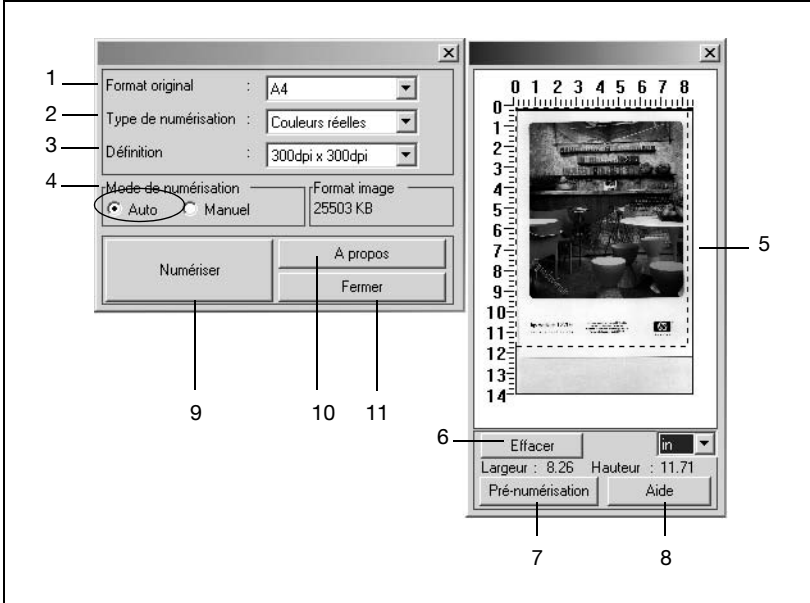 1 Format original : A4
2 Type de numérisation : Couleurs réelles
3 Définition : 300dpi x 300dpi
4 Mode de numérisation Format image
Auto Manuel 25503 KB
Numériser A propos
Fermer
9 10 11
0 1 2 3 4 5 6 7 8
0
1
2
3
4
5
6
7
8
9
10
11
12
13
14
5
6 Effacer in
Largeur : 8.26 Hauteur : 11.71
Pré-numérisation Aide
7 8